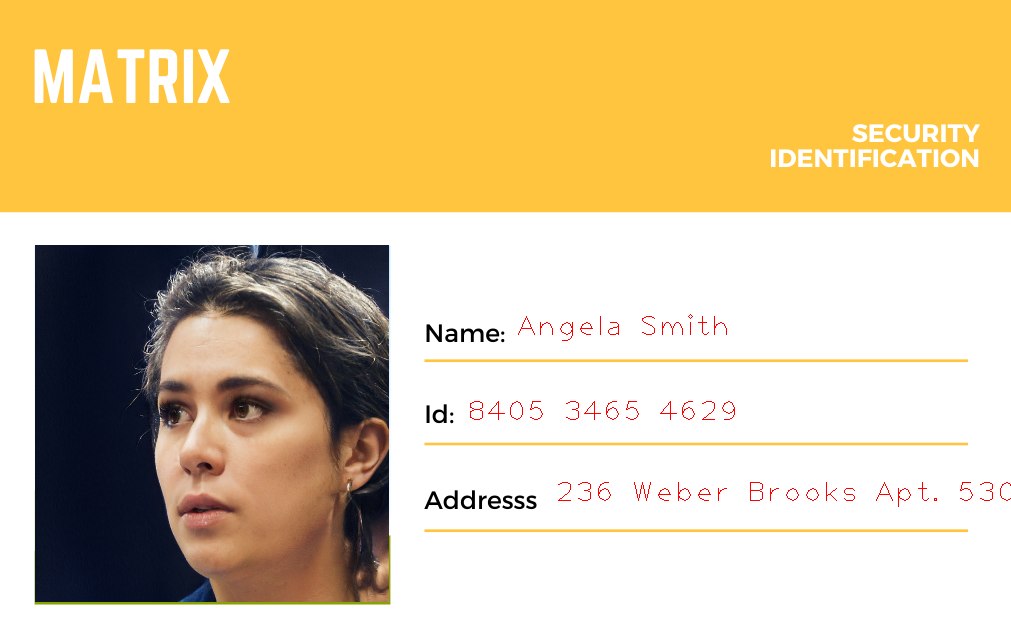 MATRIX
SECURITY
IDENTIFICATION
Name: Angela Smith
Id: 8405 3465 4629
Addresss 236 Weber Brooks Apt. 530